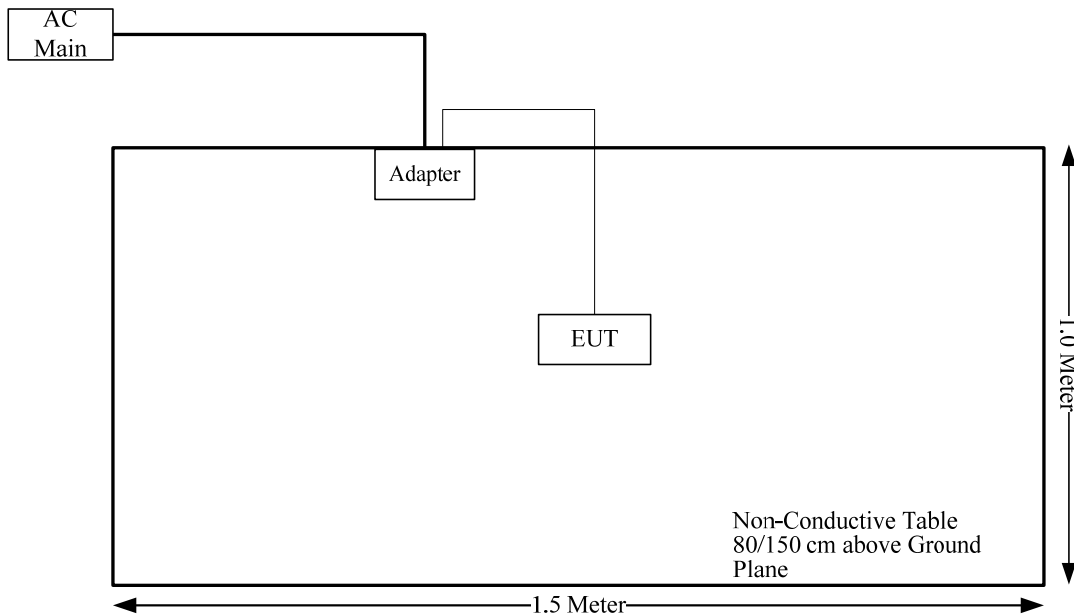 AC
Main
Adapter
EUT
1.0 Meter
Non-Conductive Table
80/150 cm above Ground
Plane
1.5 Meter